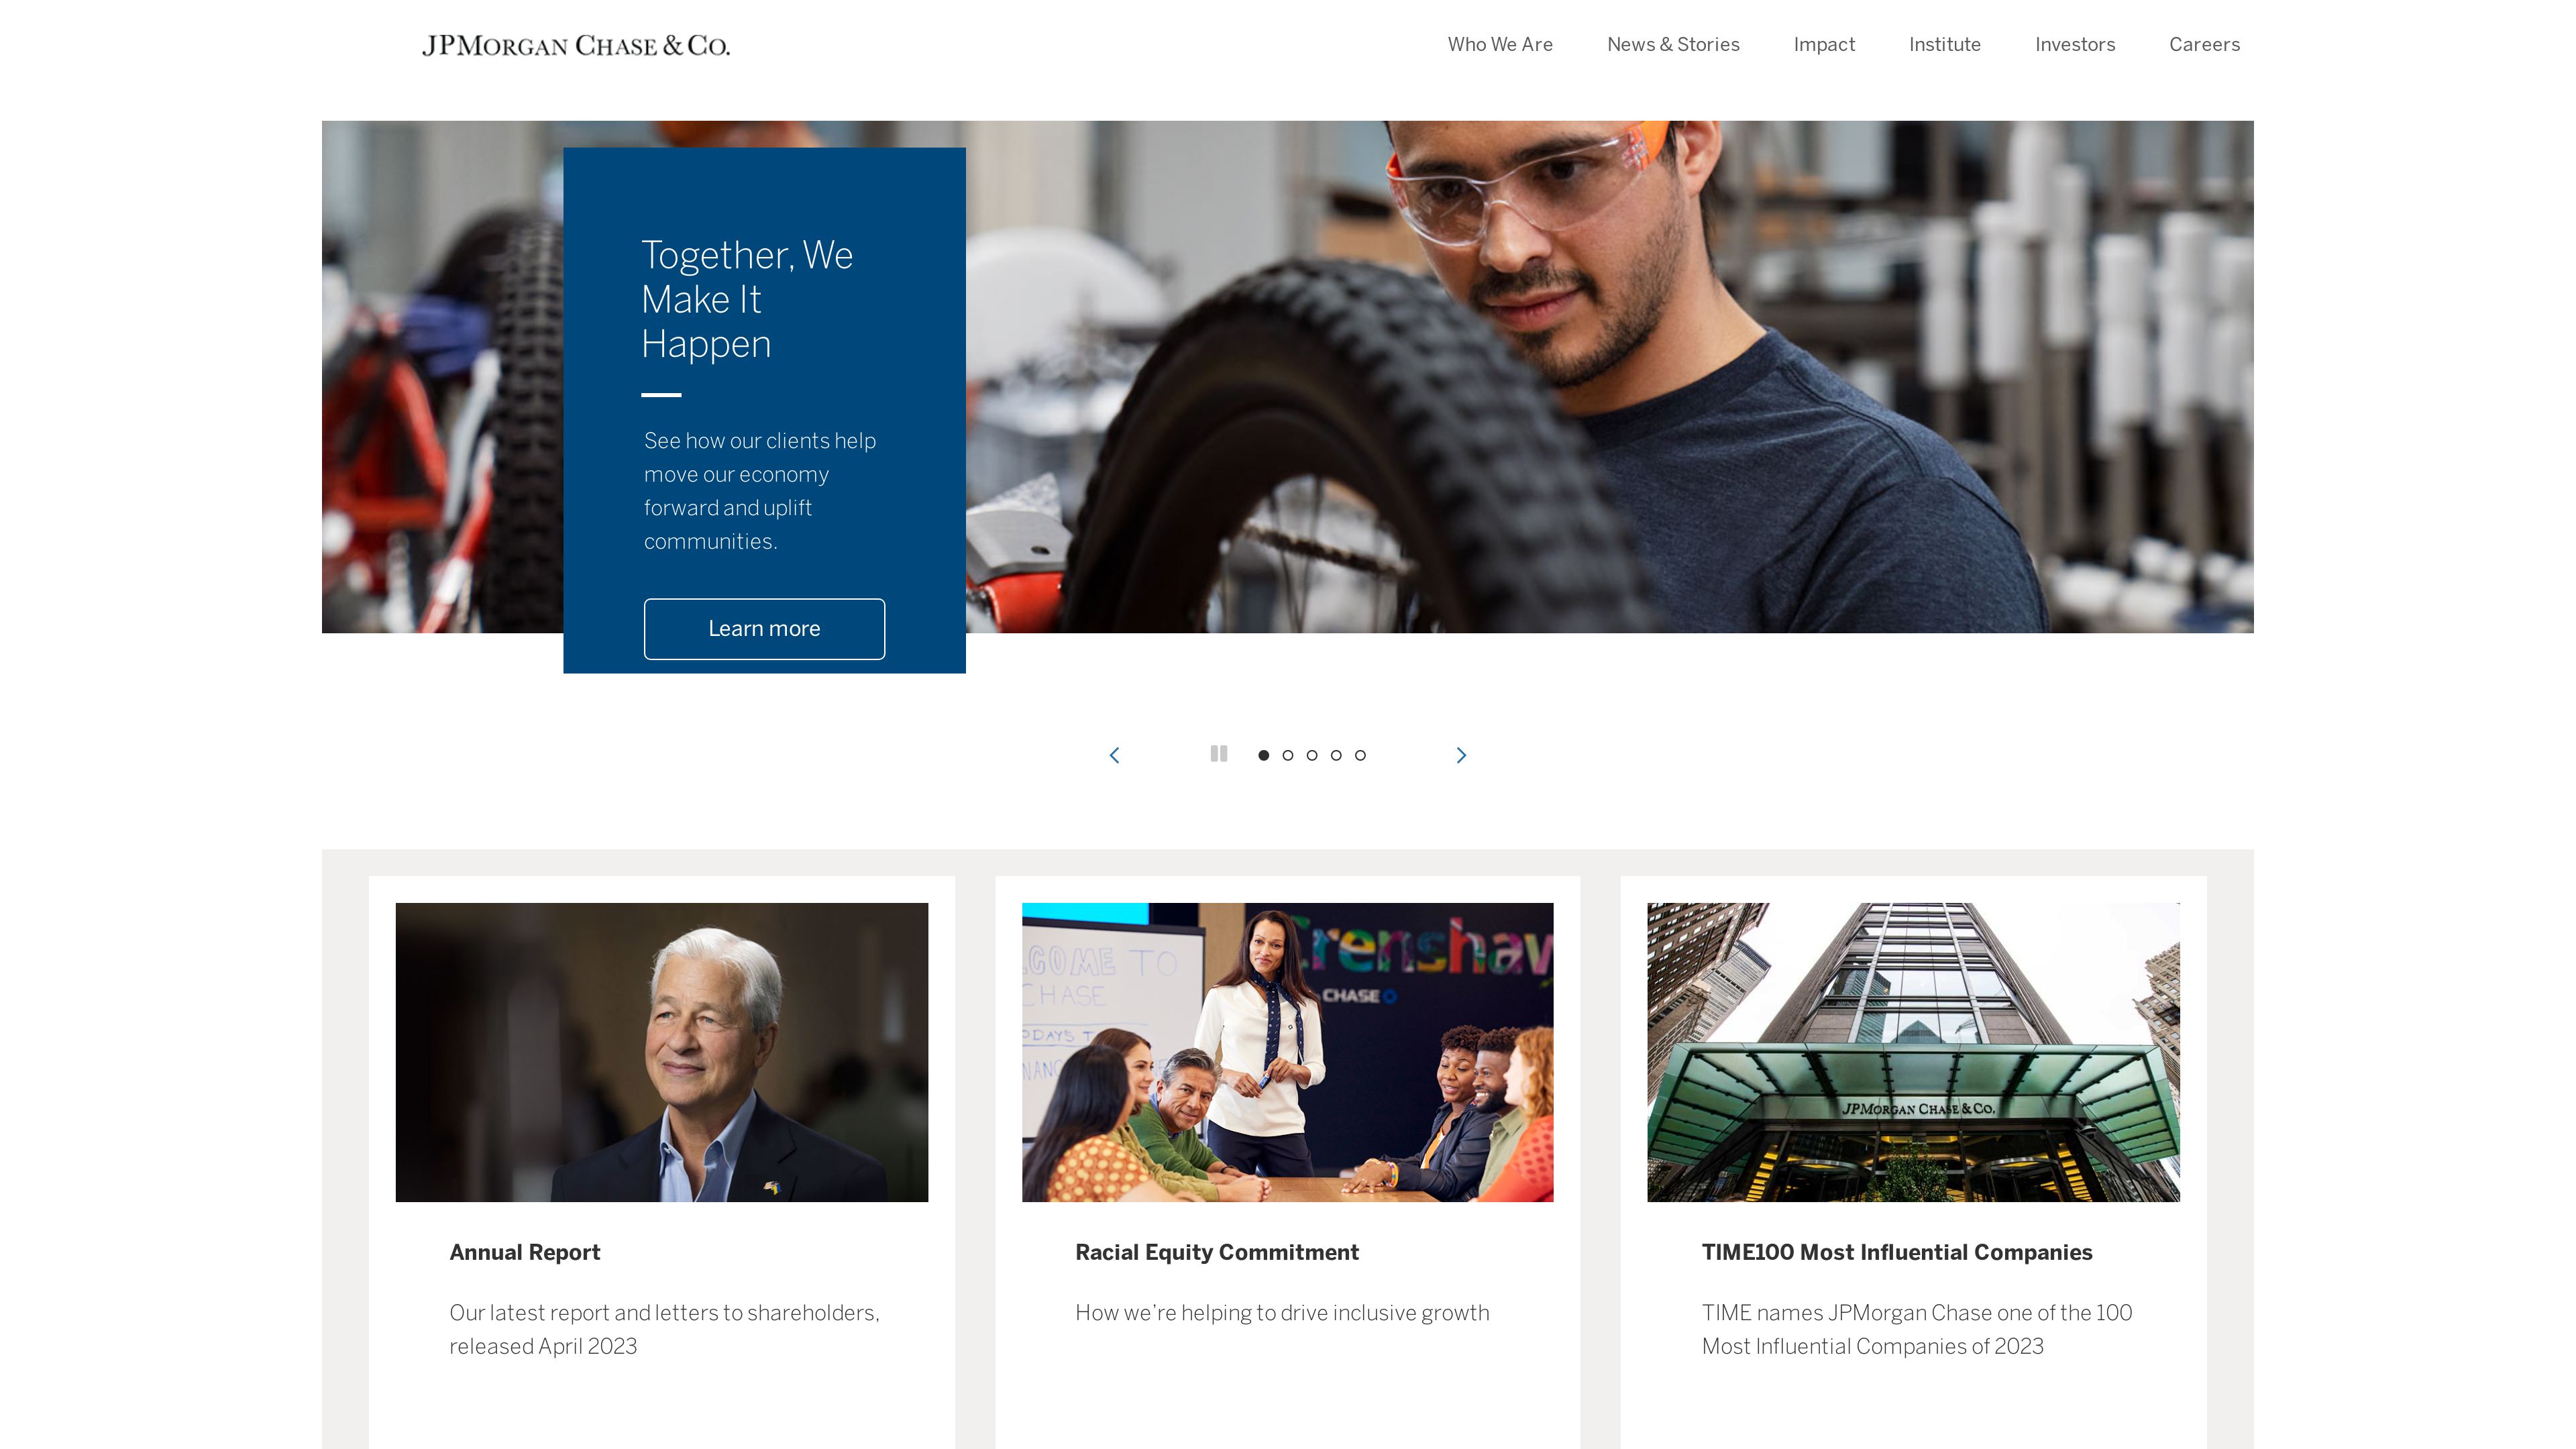 JPMORGAN CHASE & CO.
Who We Are
News & Stories
Impact
Institute
Investors
Careers
Together, We
Make It
Happen
See how our clients help
move our economy
forward and uplift
communities.
Learn more
COME TO
CHASE
ODAY'S T
NANC
Crenshaw
CHASE
JPMORGAN CHASE & CO.
Annual Report
Our latest report and letters to shareholders,
released April 2023
Racial Equity Commitment
How we're helping to drive inclusive growth
TIME100 Most Influential Companies
TIME names JPMorgan Chase one of the 100
Most Influential Companies of 2023